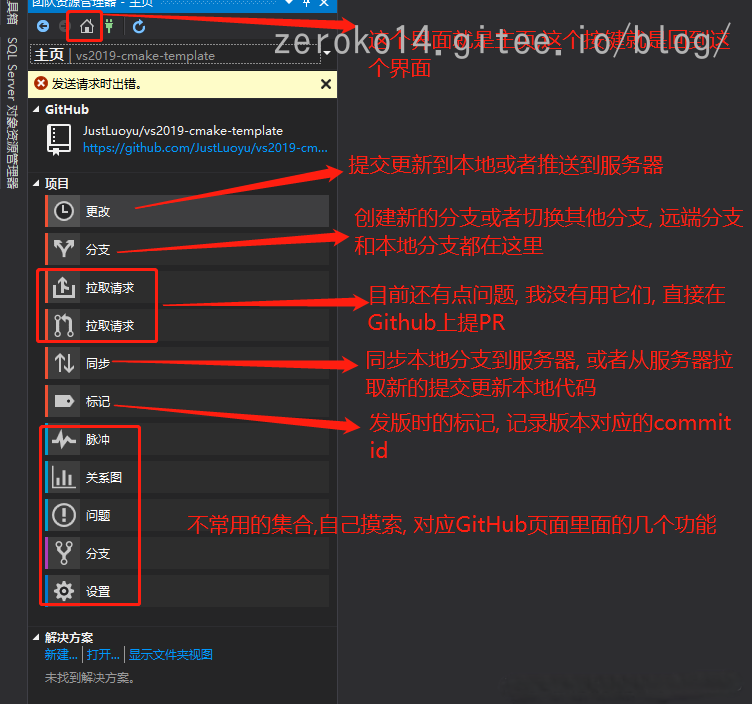 团队资源管理器 - 主页
具箱
SQL Server 对象资源管理器
主页 | vs2019-cmake-template
发送请求时出错。
GitHub
JustLuoyu/vs2019-cmake-template
https://github.com/JustLuoyu/vs2019-cm...
项目
更改
分支
拉取请求
拉取请求
同步
标记
脉冲
关系图
问题
分支
设置
解决方案
新建... | 打开... | 显示文件夹视图
未找到解决方案。
zeroko14.gitee.io/blog/
这个界面就是主页,这个按键就是回到这
个界面
提交更新到本地或者推送到服务器
创建新的分支或者切换其他分支, 远端分支
和本地分支都在这里
目前还有点问题, 我没有用它们, 直接在
Github上提PR
同步本地分支到服务器, 或者从服务器拉
取新的提交更新本地代码
发版时的标记, 记录版本对应的commit
id
不常用的集合,自己摸索, 对应GitHub页面里面的几个功能